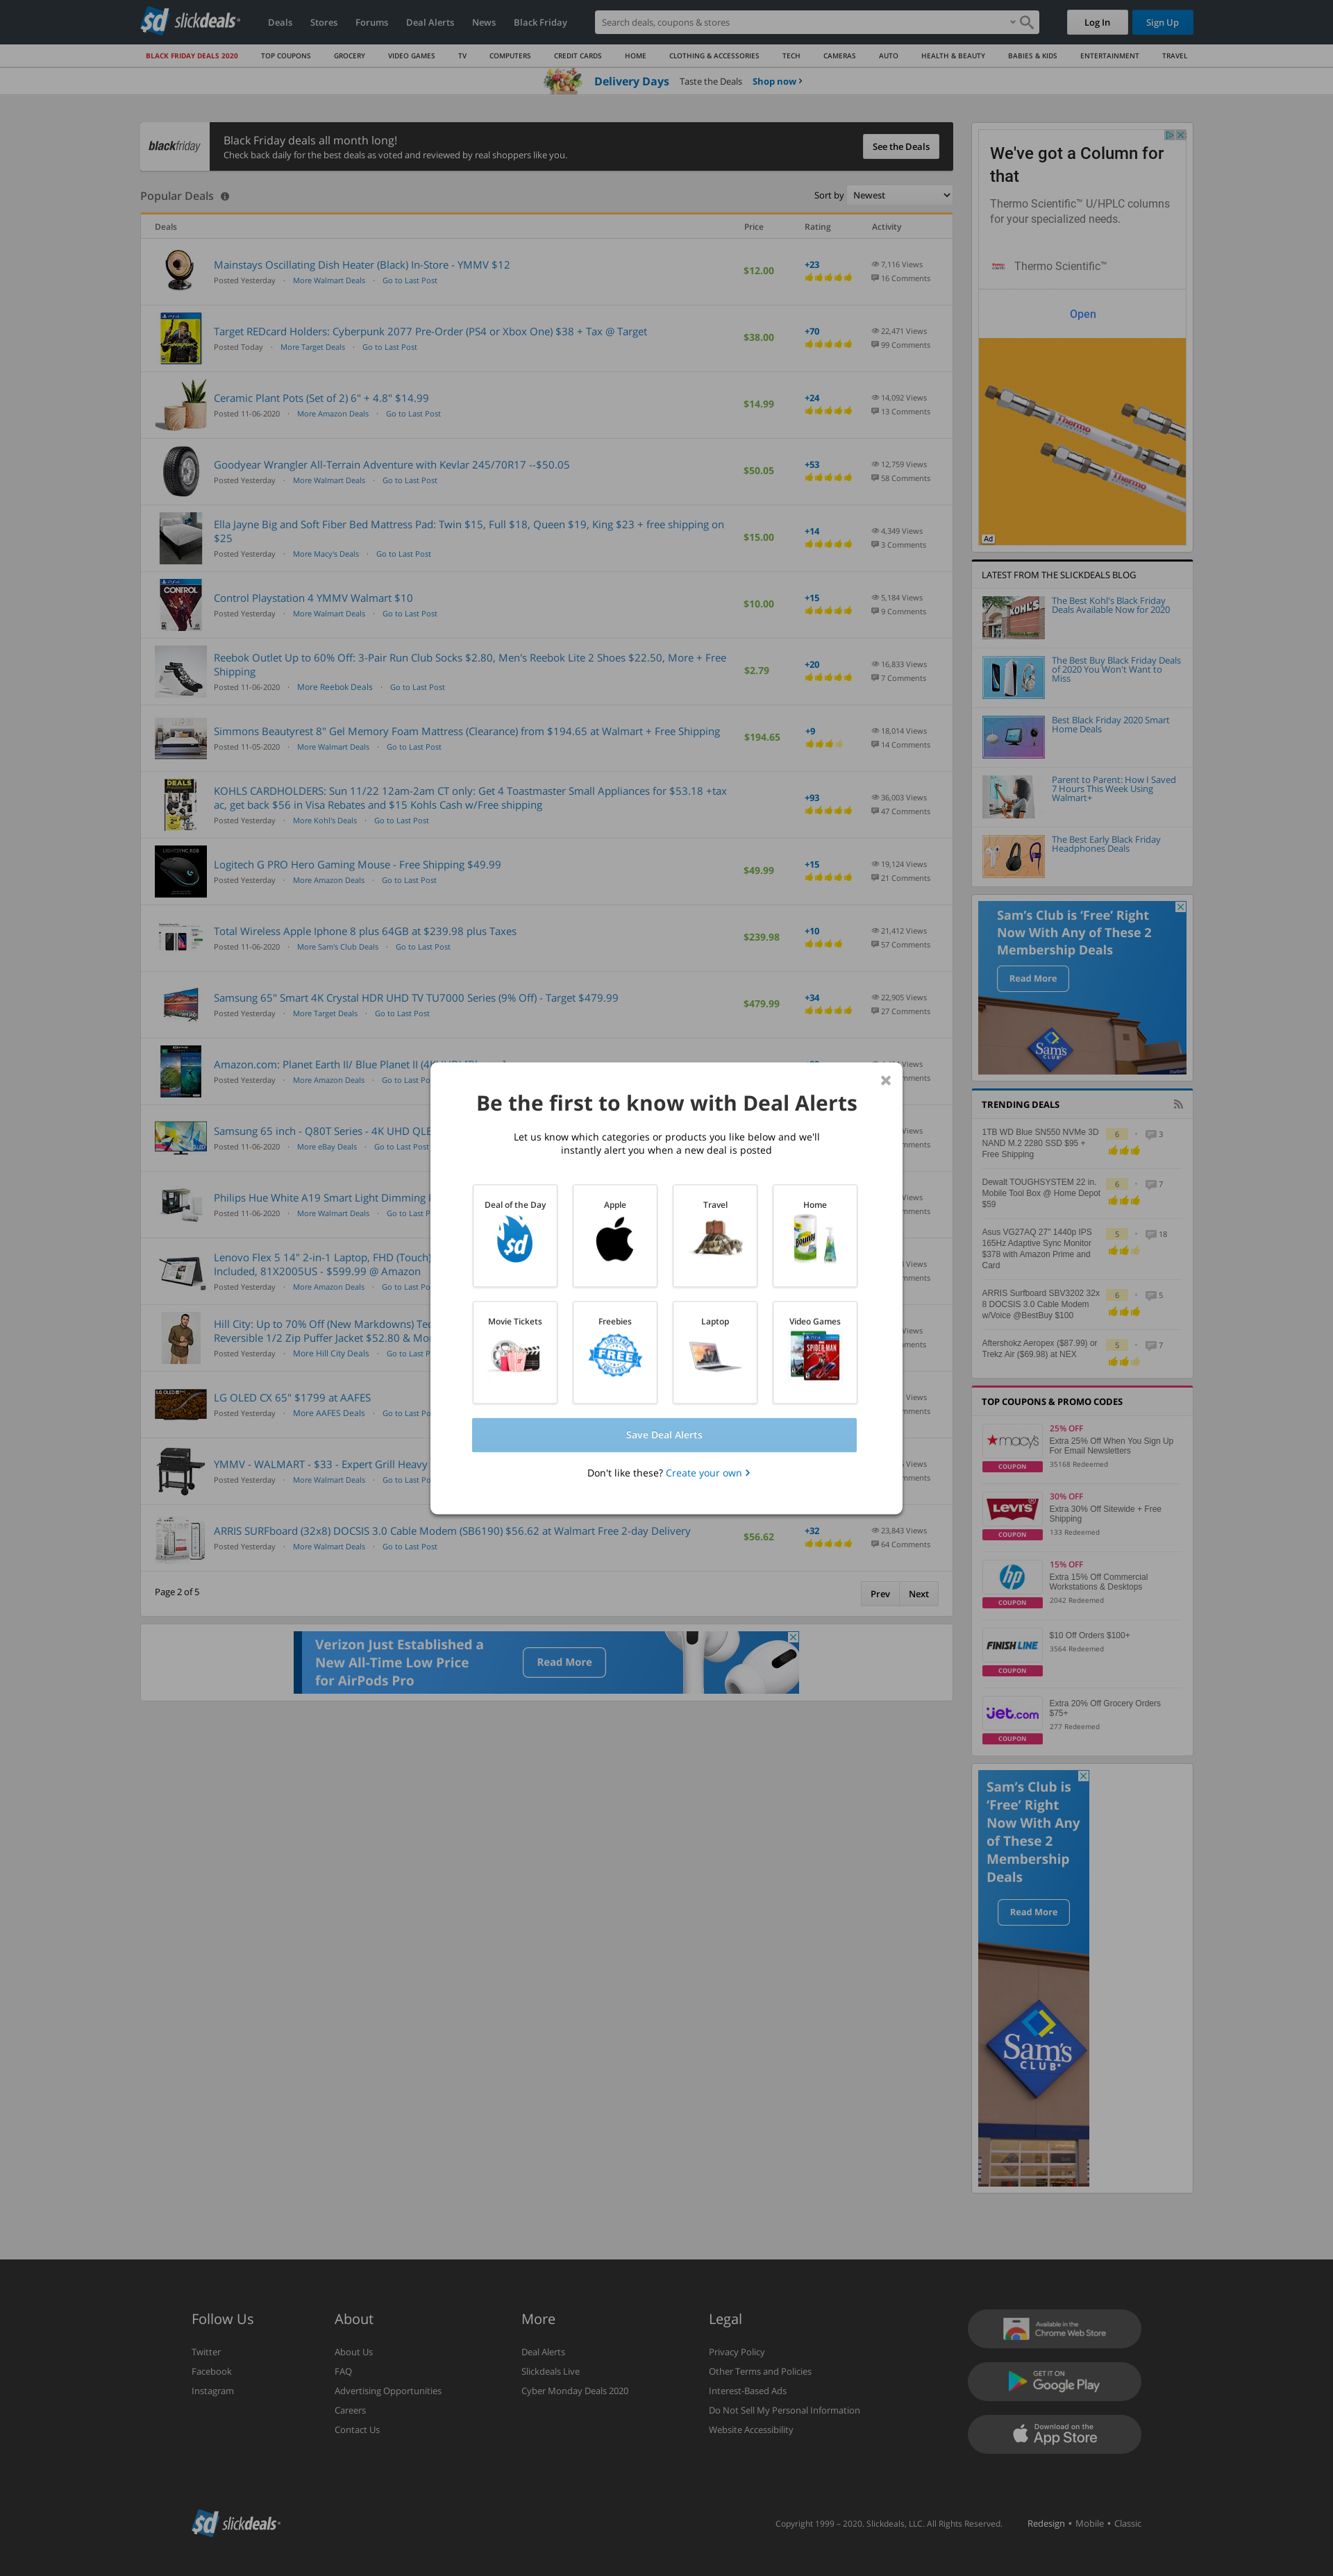 slickdeals
Deals
Stores
Forums
Deal Alerts
News
Black Friday
Search deals, coupons & stores
Log In
Sign Up
BLACK FRIDAY DEALS 2020
TOP COUPONS
GROCERY
VIDEO GAMES
TV
COMPUTERS
CREDIT CARDS
HOME
CLOTHING & ACCESSORIES
TECH
CAMERAS
AUTO
HEALTH & BEAUTY
BABIES & KIDS
ENTERTAINMENT
TRAVEL
Delivery Days Taste the Deals Shop now
blackfriday
Black Friday deals all month long!
Check back daily for the best deals as voted and reviewed by real shoppers like you.
See the Deals
Popular Deals
Sort by Newest
Deals
Price
Rating
Activity
Mainstays Oscillating Dish Heater (Black) In-Store - YMMV $12
Posted Yesterday · More Walmart Deals · Go to Last Post
$12.00
+23
7,116 Views
16 Comments
Target REDcard Holders: Cyberpunk 2077 Pre-Order (PS4 or Xbox One) $38 + Tax @ Target
Posted Today · More Target Deals · Go to Last Post
$38.00
+70
22,471 Views
99 Comments
Ceramic Plant Pots (Set of 2) 6" + 4.8" $14.99
Posted 11-06-2020 · More Amazon Deals · Go to Last Post
$14.99
+24
14,092 Views
13 Comments
Goodyear Wrangler All-Terrain Adventure with Kevlar 245/70R17 --$50.05
Posted Yesterday · More Walmart Deals · Go to Last Post
$50.05
+53
12,759 Views
58 Comments
Ella Jayne Big and Soft Fiber Bed Mattress Pad: Twin $15, Full $18, Queen $19, King $23 + free shipping on
$25
Posted Yesterday · More Macy's Deals · Go to Last Post
$15.00
+14
4,349 Views
3 Comments
CONTROL
Control Playstation 4 YMMV Walmart $10
Posted Yesterday · More Walmart Deals · Go to Last Post
$10.00
+15
5,184 Views
9 Comments
Reebok Outlet Up to 60% Off: 3-Pair Run Club Socks $2.80, Men's Reebok Lite 2 Shoes $22.50, More + Free
Shipping
Posted 11-06-2020 · More Reebok Deals · Go to Last Post
$2.79
+20
16,833 Views
7 Comments
Simmons Beautyrest 8" Gel Memory Foam Mattress (Clearance) from $194.65 at Walmart + Free Shipping
Posted 11-05-2020 · More Walmart Deals · Go to Last Post
$194.65
+9
18,014 Views
14 Comments
DEALS
KOHLS CARDHOLDERS: Sun 11/22 12am-2am CT only: Get 4 Toastmaster Small Appliances for $53.18 +tax
ac, get back $56 in Visa Rebates and $15 Kohls Cash w/Free shipping
Posted Yesterday · More Kohl's Deals · Go to Last Post
+93
36,003 Views
47 Comments
LIGHTSYNC RGB
Logitech G PRO Hero Gaming Mouse - Free Shipping $49.99
Posted Yesterday · More Amazon Deals · Go to Last Post
$49.99
+15
19,124 Views
21 Comments
Total Wireless Apple Iphone 8 plus 64GB at $239.98 plus Taxes
Posted 11-06-2020 · More Sam's Club Deals · Go to Last Post
$239.98
+10
21,412 Views
57 Comments
Samsung 65" Smart 4K Crystal HDR UHD TV TU7000 Series (9% Off) - Target $479.99
Posted Yesterday · More Target Deals · Go to Last Post
$479.99
+34
22,905 Views
27 Comments
Amazon.com: Planet Earth II/ Blue Planet II
Posted Yesterday · More Amazon Deals · Go to Last
Views
Samsung 65 inch - Q80T Series - 4K UHD QLE
Posted 11-06-2020 · More eBay Deals · Go to Last Post
Views
Philips Hue White A19 Smart Light Dimming
Posted 11-06-2020 · More Walmart Deals · Go to Last
Views
Lenovo Flex 5 14" 2-in-1 Laptop, FHD (Touch)
Included, 81X2005US - $599.99 @ Amazon
Posted Yesterday · More Amazon Deals · Go to Last
Views
Hill City: Up to 70% Off (New Markdowns)
Reversible 1/2 Zip Puffer Jacket $52.80 &
Posted Yesterday · More Hill City Deals · Go to Last
Views
LG OLED CX 65" $1799 at AAFES
Posted Yesterday · More AAFES Deals · Go to Last
Views
YMMV - WALMART - $33 - Expert Grill Heavy
Posted Yesterday · More Walmart Deals · Go to Last
Views
ARRIS SURFboard (32x8) DOCSIS 3.0 Cable Modem (SB6190) $56.62 at Walmart Free 2-day Delivery
Posted Yesterday · More Walmart Deals · Go to Last Post
$56.62
+32
23,843 Views
64 Comments
Page 2 of 5
Prev
Next
Verizon Just Established a
New All-Time Low Price
for AirPods Pro
Read More
Be the first to know with Deal Alerts
Let us know which categories or products you like below and we'll
instantly alert you when a new deal is posted
Deal of the Day
Apple
Travel
Home
Bounty
Movie Tickets
Freebies
FREE
Laptop
Video Games
SPIDER-MAN
Save Deal Alerts
Don't like these? Create your own
We've got a Column for
that
Thermo Scientific™ U/HPLC columns
for your specialized needs.
Thermo Scientific™
Open
Thermo
Thermo
Ad
LATEST FROM THE SLICKDEALS BLOG
KOHL'S
The Best Kohl's Black Friday
Deals Available Now for 2020
The Best Buy Black Friday Deals
of 2020 You Won't Want to
Miss
Best Black Friday 2020 Smart
Home Deals
Parent to Parent: How I Saved
7 Hours This Week Using
Walmart+
The Best Early Black Friday
Headphones Deals
Sam's Club is 'Free' Right
Now With Any of These 2
Membership Deals
Read More
Sam's
CLUB
TRENDING DEALS
1TB WD Blue SN550 NVMe 3D
NAND M.2 2280 SSD $95 +
Free Shipping
6 · 3
Dewalt TOUGHSYSTEM 22 in.
Mobile Tool Box @ Home Depot
$59
6 · 7
Asus VG27AQ 27" 1440p IPS
165Hz Adaptive Sync Monitor
$378 with Amazon Prime and
Card
5 · 18
ARRIS Surfboard SBV3202 32x
8 DOCSIS 3.0 Cable Modem
w/Voice @BestBuy $100
6 · 5
Aftershokz Aeropex ($87.99) or
Trekz Air ($69.98) at NEX
5 · 7
TOP COUPONS & PROMO CODES
macy's
COUPON
25% OFF
Extra 25% Off When You Sign Up
For Email Newsletters
35168 Redeemed
LEVI'S
COUPON
30% OFF
Extra 30% Off Sitewide + Free
Shipping
133 Redeemed
hp
COUPON
15% OFF
Extra 15% Off Commercial
Workstations & Desktops
2042 Redeemed
FINISH LINE
COUPON
$10 Off Orders $100+
3564 Redeemed
jet.com
COUPON
Extra 20% Off Grocery Orders
$75+
277 Redeemed
Sam's Club is
'Free' Right
Now With Any
of These 2
Membership
Deals
Read More
Sam's
CLUB
Follow Us
Twitter
Facebook
Instagram
About
About Us
FAQ
Advertising Opportunities
Careers
Contact Us
More
Deal Alerts
Slickdeals Live
Cyber Monday Deals 2020
Legal
Privacy Policy
Other Terms and Policies
Interest-Based Ads
Do Not Sell My Personal Information
Website Accessibility
Available in the
Chrome Web Store
GET IT ON
Google Play
Download on the
App Store
slickdeals
Copyright 1999 – 2020. Slickdeals, LLC. All Rights Reserved.
Redesign • Mobile • Classic